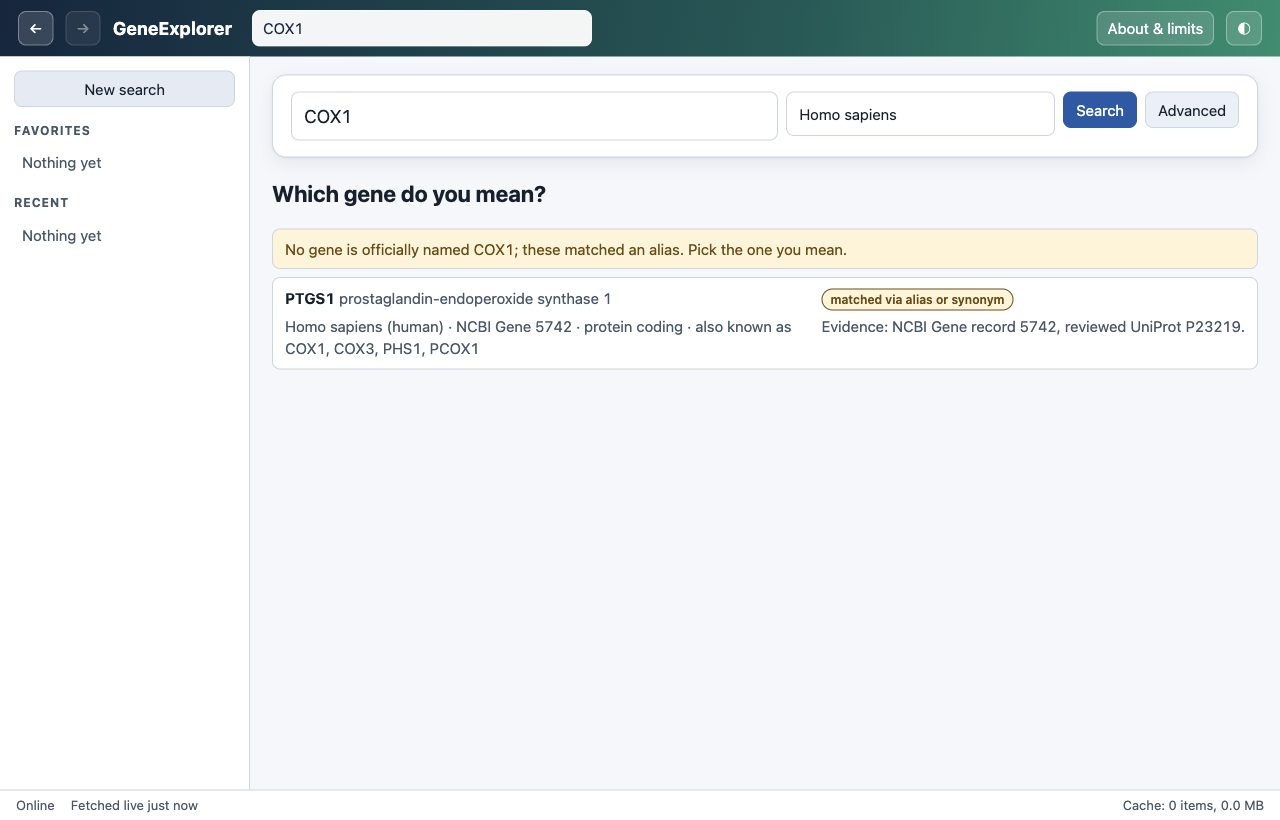 ← → GeneExplorer COX1 About & limits
New search
FAVORITES
Nothing yet
RECENT
Nothing yet
COX1 Homo sapiens Search Advanced
Which gene do you mean?
No gene is officially named COX1; these matched an alias. Pick the one you mean.
PTGS1 prostaglandin-endoperoxide synthase 1
Homo sapiens (human) · NCBI Gene 5742 · protein coding · also known as
COX1, COX3, PHS1, PCOX1
matched via alias or synonym
Evidence: NCBI Gene record 5742, reviewed UniProt P23219.
Online Fetched live just now Cache: 0 items, 0.0 MB